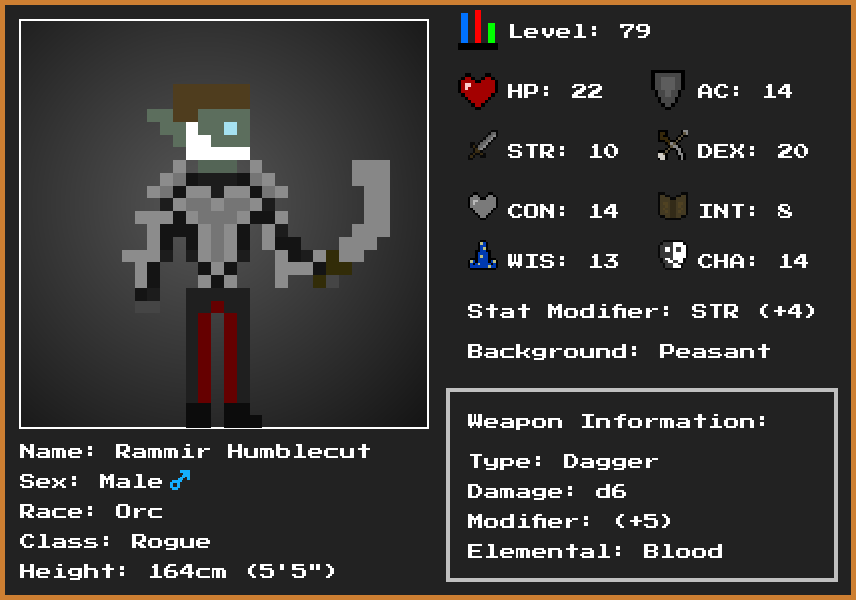 Level: 79
HP: 22
AC: 14
STR: 10
DEX: 20
CON: 14
INT: 8
WIS: 13
CHA: 14
Stat Modifier: STR (+4)
Background: Peasant
Weapon Information:
Type: Dagger
Damage: d6
Modifier: (+5)
Elemental: Blood
Name: Rammir Humblecut
Sex: Male♂
Race: Orc
Class: Rogue
Height: 164cm (5'5")